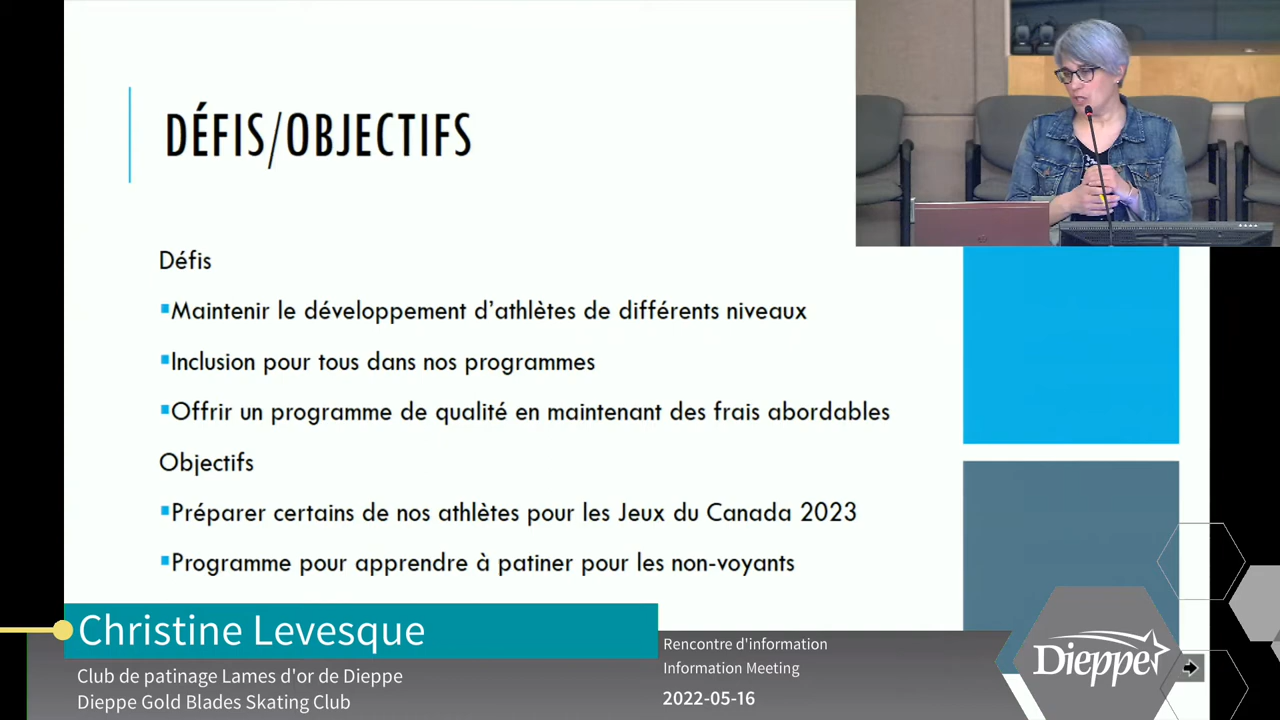 DÉFIS/OBJECTIFS
Défis
▪Maintenir le développement d'athlètes de différents niveaux
▪Inclusion pour tous dans nos programmes
▪Offrir un programme de qualité en maintenant des frais abordables
Objectifs
▪Préparer certains de nos athlètes pour les Jeux du Canada 2023
▪Programme pour apprendre à patiner pour les non-voyants
Christine Levesque
Club de patinage Lames d'or de Dieppe
Dieppe Gold Blades Skating Club
Rencontre d'information
Information Meeting
2022-05-16
Dieppe